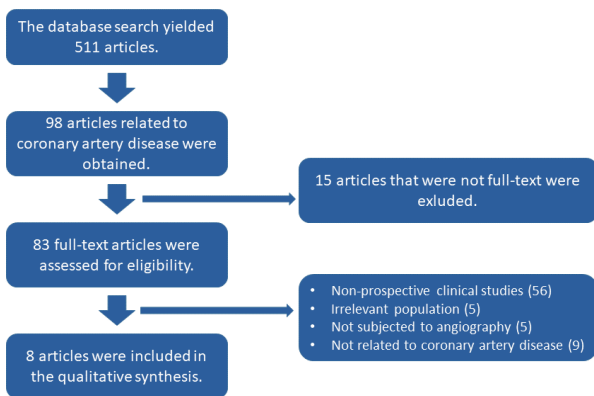 The database search yielded
511 articles.
98 articles related to
coronary artery disease were
obtained.
15 articles that were not full-text were
exluded.
83 full-text articles were
assessed for eligibility.
• Non-prospective clinical studies (56)
• Irrelevant population (5)
• Not subjected to angiography (5)
• Not related to coronary artery disease (9)
8 articles were included in
the qualitative synthesis.